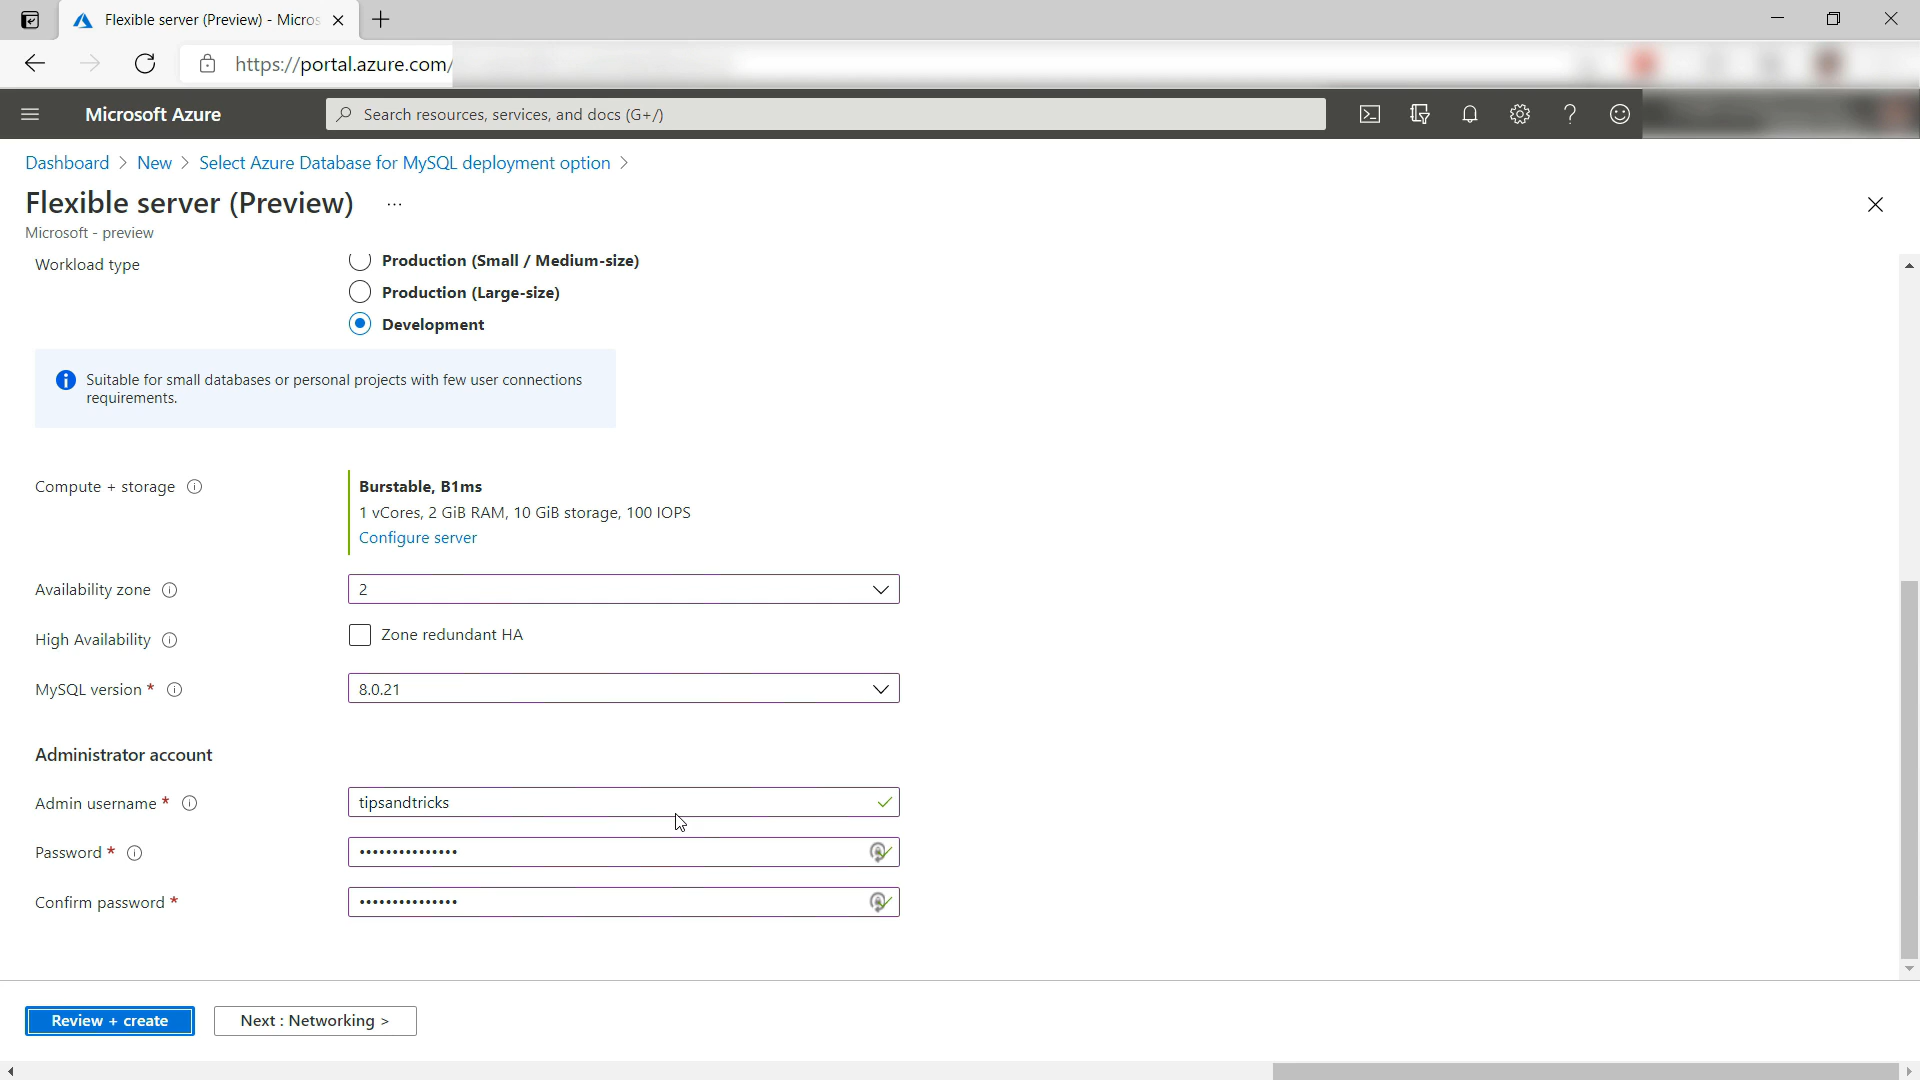 Flexible server (Preview) - Micros
https://portal.azure.com/
Microsoft Azure
Search resources, services, and docs (G+/)
Dashboard > New > Select Azure Database for MySQL deployment option >
Flexible server (Preview) ...
Microsoft - preview
Workload type
Production (Small / Medium-size)
Production (Large-size)
Development
Suitable for small databases or personal projects with few user connections
requirements.
Compute + storage
Burstable, B1ms
1 vCores, 2 GiB RAM, 10 GiB storage, 100 IOPS
Configure server
Availability zone
2
High Availability
Zone redundant HA
MySQL version *
8.0.21
Administrator account
Admin username *
tipsandtricks
Password *
•••••••••••••••
Confirm password *
•••••••••••••••
Review + create
Next : Networking >